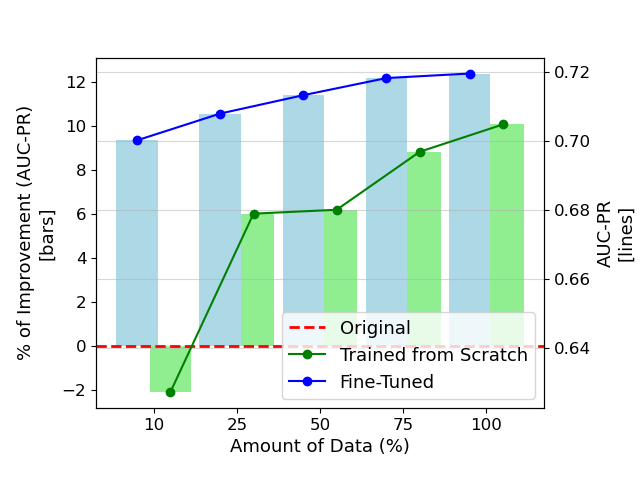 % of Improvement (AUC-PR)
[bars]
12
10
8
6
4
2
0
−2
0.72
0.70
0.68
0.66
0.64
AUC-PR
[lines]
Original
Trained from Scratch
Fine-Tuned
10 25 50 75 100
Amount of Data (%)